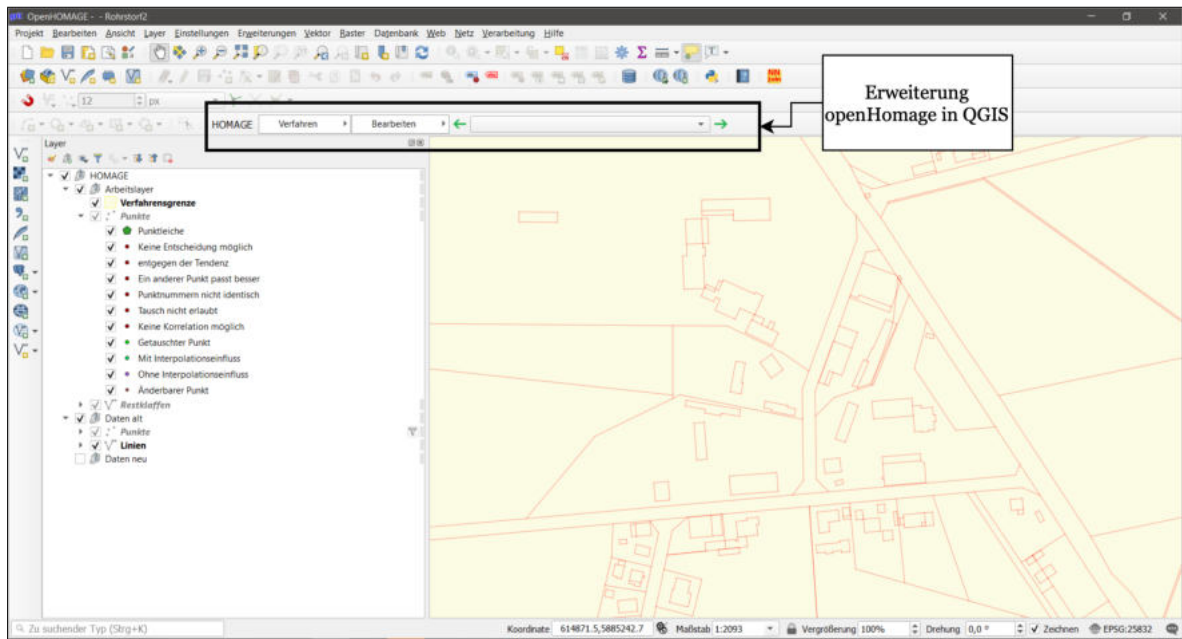 OpenHOMAGE - - Rohrstorf2
Projekt Bearbeiten Ansicht Layer Einstellungen Erweiterungen Vektor Raster Datenbank Web Netz Verarbeitung Hilfe
12 px
HOMAGE Verfahren Bearbeiten
Erweiterung
openHomage in QGIS
Layer
HOMAGE
Arbeitslayer
Verfahrensgrenze
Punkte
Punktleiche
Keine Entscheidung möglich
entgegen der Tendenz
Ein anderer Punkt passt besser
Punktnummern nicht identisch
Tausch nicht erlaubt
Keine Korrelation möglich
Getauschter Punkt
Mit Interpolationseinfluss
Ohne Interpolationseinfluss
Änderbarer Punkt
Restklaffen
Daten alt
Punkte
Linien
Daten neu
Zu suchender Typ (Strg+K) Koordinate 614871.5,5885242.7 Maßstab 1:2093 Vergrößerung 100% Drehung 0,0 ° Zeichnen EPSG:25832